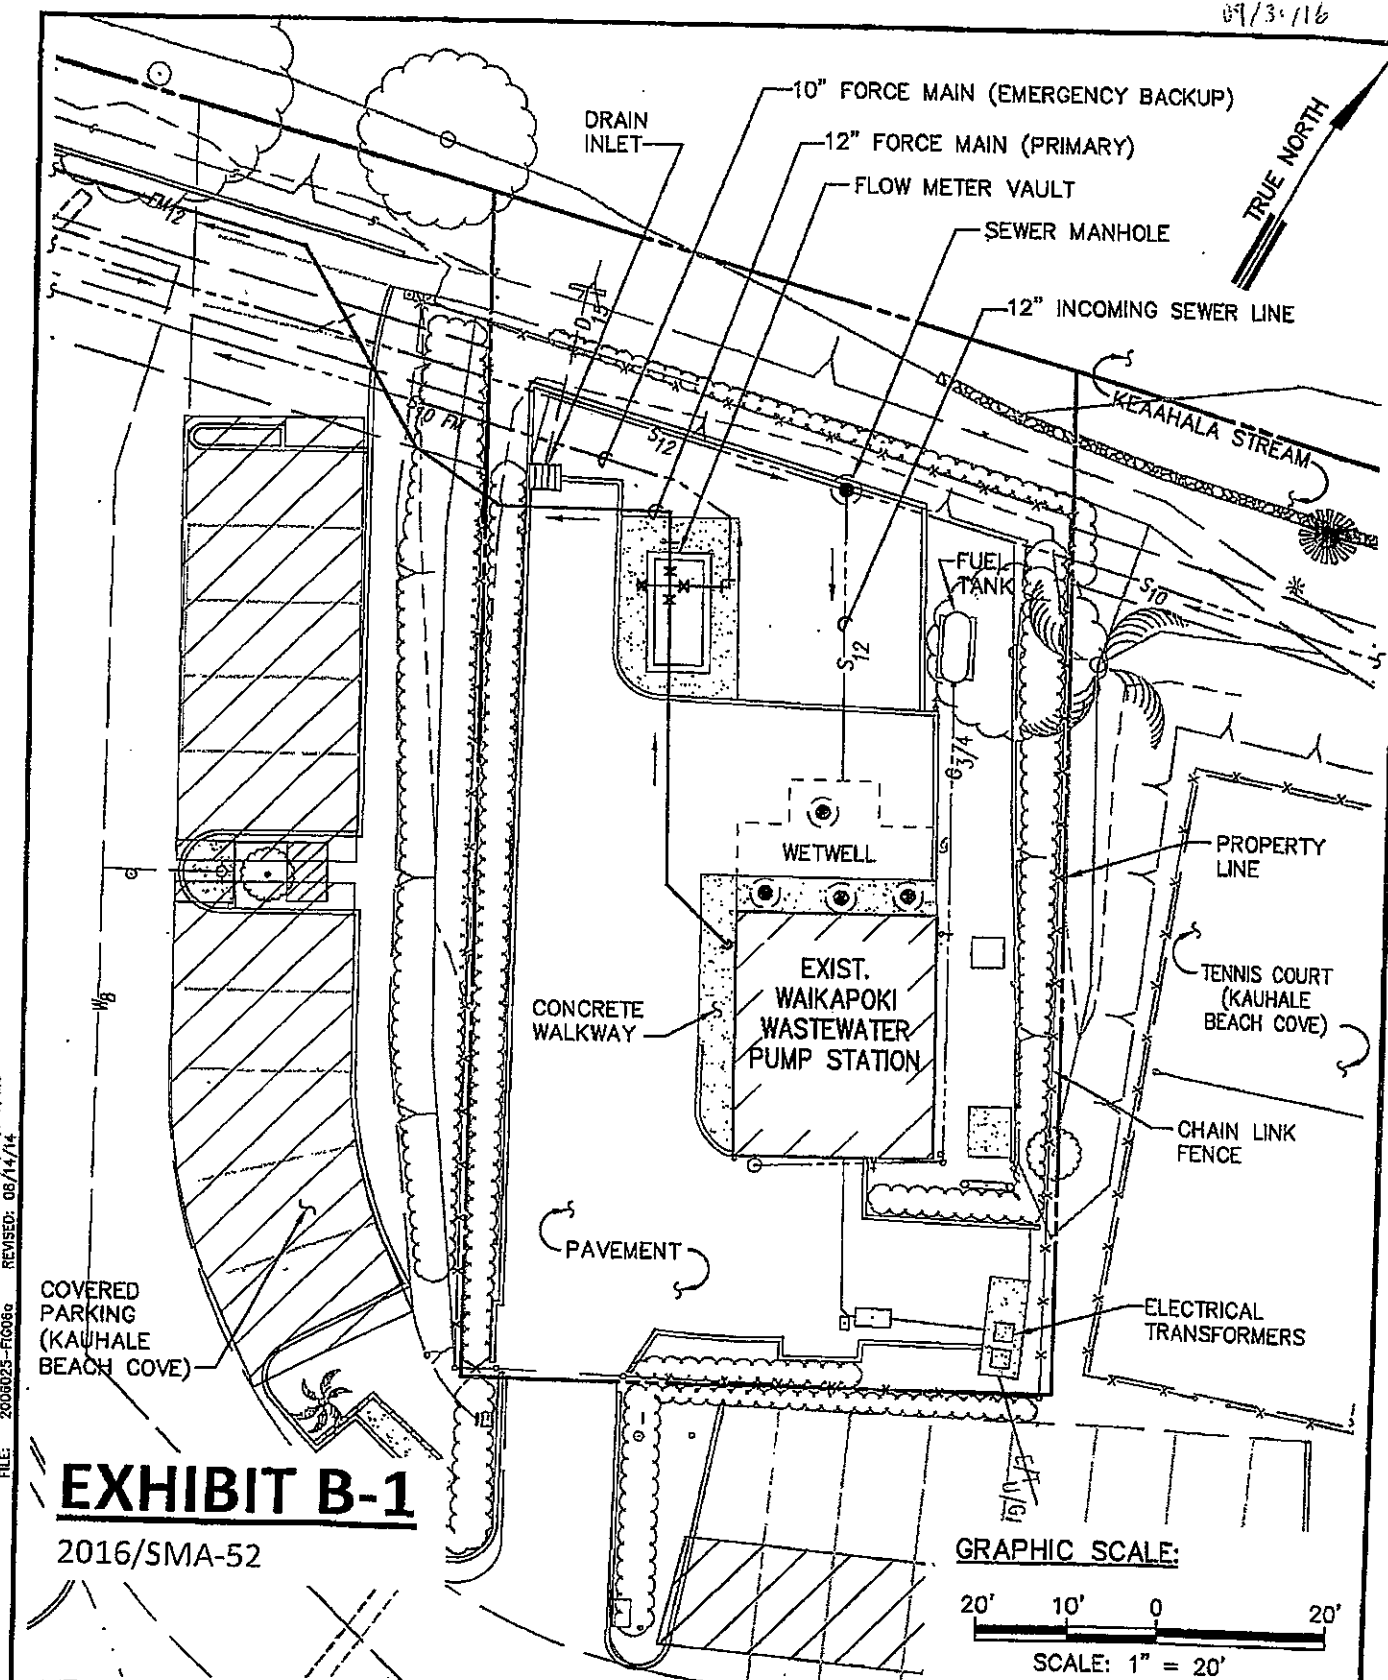 10" FORCE MAIN (EMERGENCY BACKUP)
DRAIN
INLET
12" FORCE MAIN (PRIMARY)
FLOW METER VAULT
TRUE NORTH
SEWER MANHOLE
12" INCOMING SEWER LINE
FM12
D
KEAAHALA STREAM
10 FM
S12
FUEL
TANK
S10
S12
G3/4
G
WETWELL
PROPERTY
LINE
EXIST.
WAIKAPOKI
WASTEWATER
PUMP STATION
TENNIS COURT
(KAUHALE
BEACH COVE)
CONCRETE
WALKWAY
W8
CHAIN LINK
FENCE
PAVEMENT
COVERED
PARKING
(KAUHALE
BEACH COVE)
ELECTRICAL
TRANSFORMERS
FILE: 2006025-FIG06a REVISED: 08/14/14
EXHIBIT B-1
2016/SMA-52
GRAPHIC SCALE:
20' 10' 0 20'
SCALE: 1" = 20'